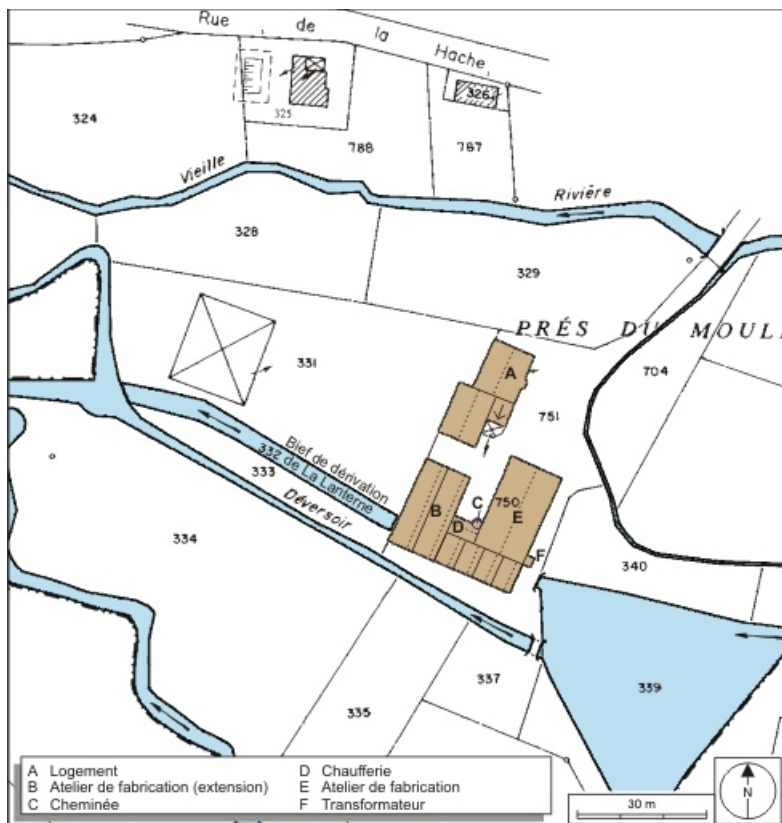 Rue de la Hache
324
325
326
788
787
Vieille Rivière
328
329
PRÉS DU MOULI
331
A
704
751
Bief de dérivation
332 de La Lanterne
333
Déversoir
B
C
750
D
E
F
334
340
337
339
335
A Logement
B Atelier de fabrication (extension)
C Cheminée
D Chaufferie
E Atelier de fabrication
F Transformateur
30 m
N